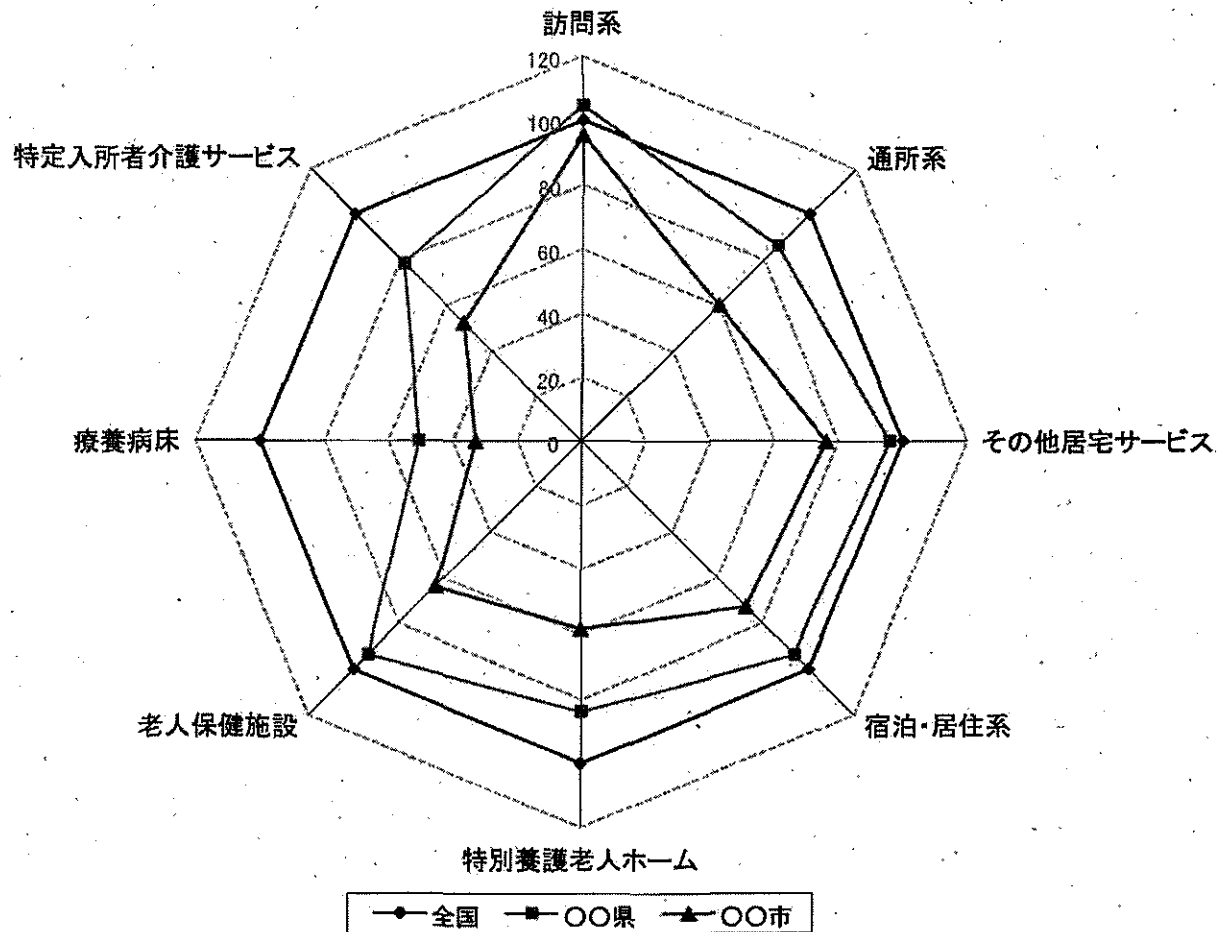 訪問系
120
100
80
60
40
20
0
通所系
その他居宅サービス
宿泊・居住系
特別養護老人ホーム
老人保健施設
療養病床
特定入所者介護サービス
全国 〇〇県 〇〇市